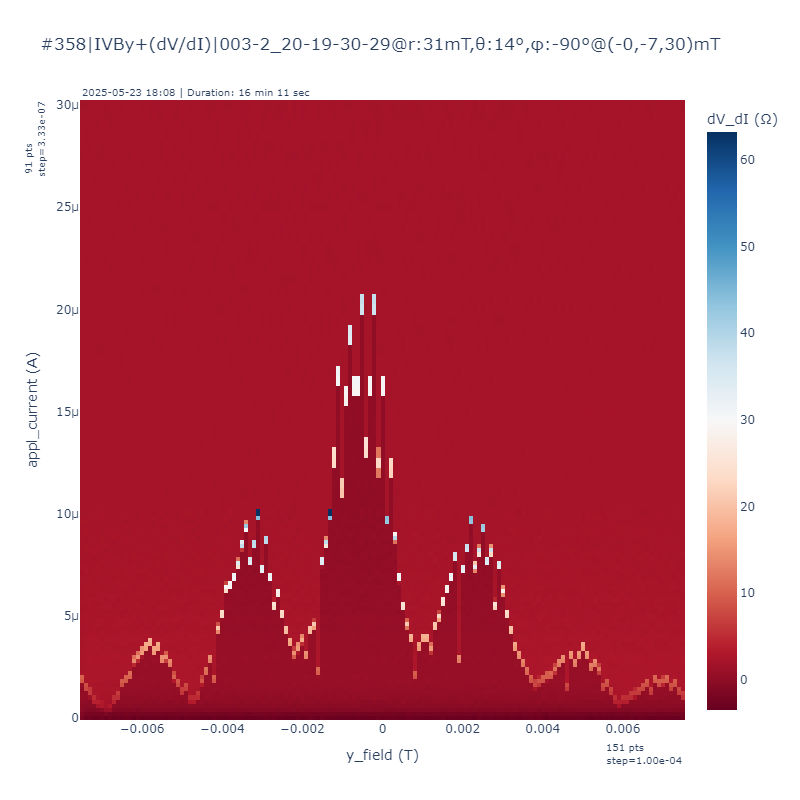 #358|IVBy+(dV/dI)|003-2_20-19-30-29@r:31mT,θ:14°,φ:-90°@(-0,-7,30)mT
2025-05-23 18:08 | Duration: 16 min 11 sec
91 pts
step=3.33e-07
dV_dI (Ω)
30μ
25μ
20μ
15μ
10μ
5μ
0
appl_current (A)
60
50
40
30
20
10
0
−0.006
−0.004
−0.002
0
0.002
0.004
0.006
y_field (T)
151 pts
step=1.00e-04